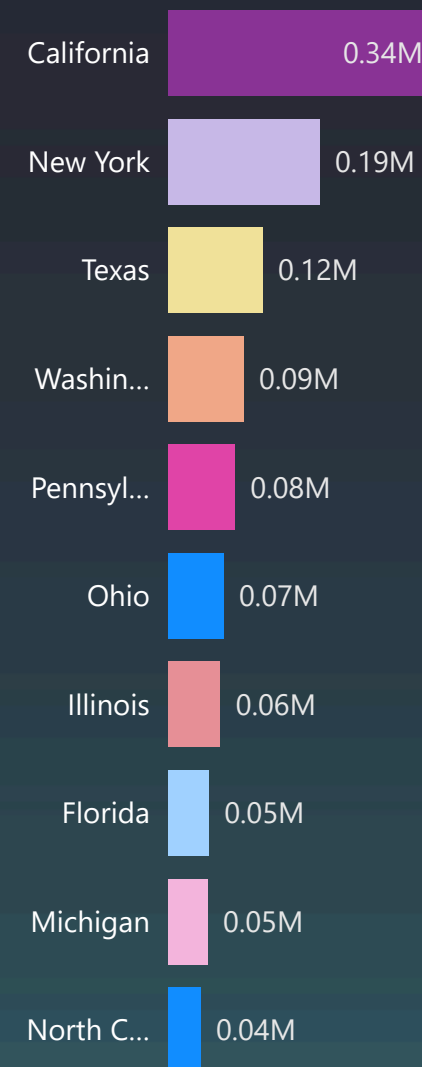 California 0.34M
New York 0.19M
Texas 0.12M
Washin... 0.09M
Pennsyl... 0.08M
Ohio 0.07M
Illinois 0.06M
Florida 0.05M
Michigan 0.05M
North C... 0.04M